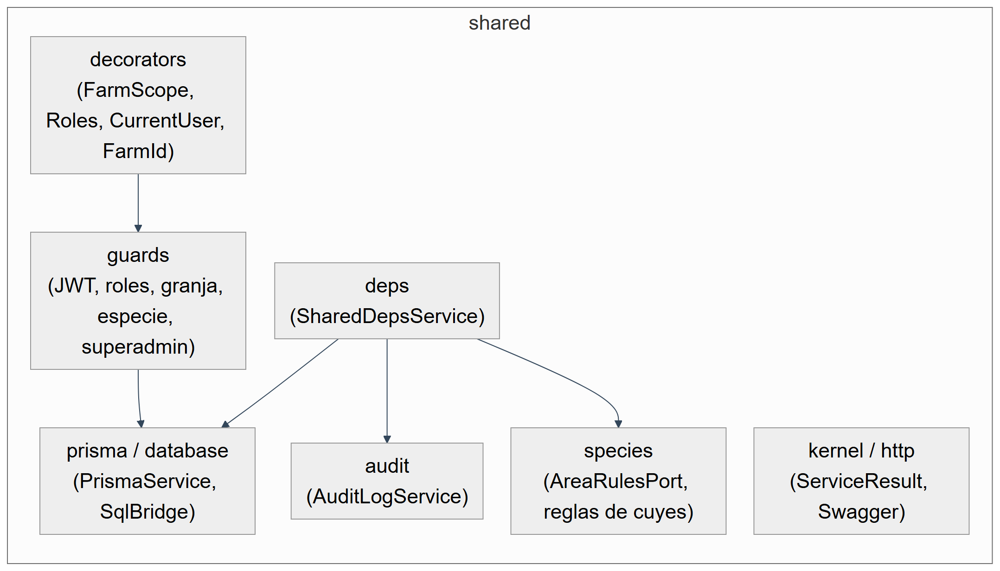 shared
decorators
(FarmScope,
Roles, CurrentUser,
FarmId)
guards
(JWT, roles, granja,
especie,
superadmin)
deps
(SharedDepsService)
prisma / database
(PrismaService,
SqlBridge)
audit
(AuditLogService)
species
(AreaRulesPort,
reglas de cuyes)
kernel / http
(ServiceResult,
Swagger)